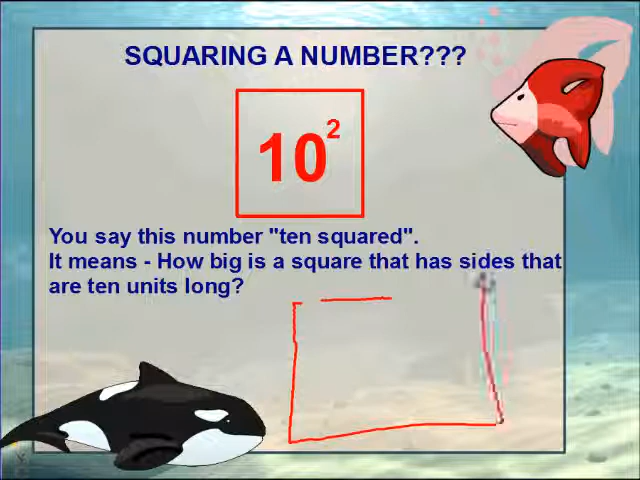 SQUARING A NUMBER???
10²
You say this number "ten squared".
It means - How big is a square that has sides that
are ten units long?